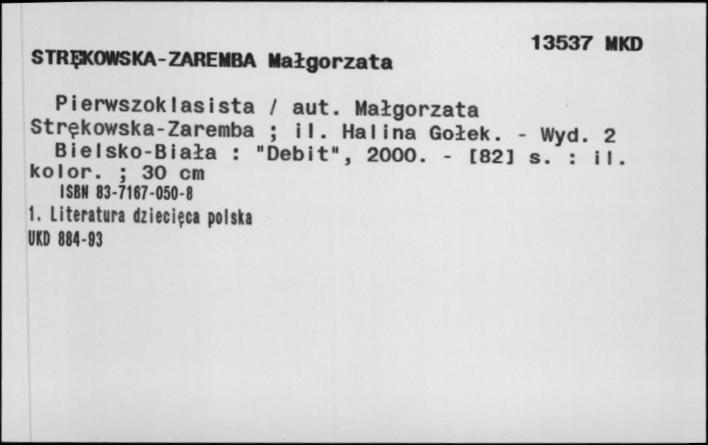 13537 MKD
STRĘKOWSKA-ZAREMBA Małgorzata
Pierwszoklasista / aut. Małgorzata
Strękowska-Zaremba ; il. Halina Gołek. - Wyd. 2
Bielsko-Biała : "Debit", 2000. - [82] s. : il.
kolor. ; 30 cm
ISBN 83-7167-050-8
1. Literatura dziecięca polska
UKD 884-93